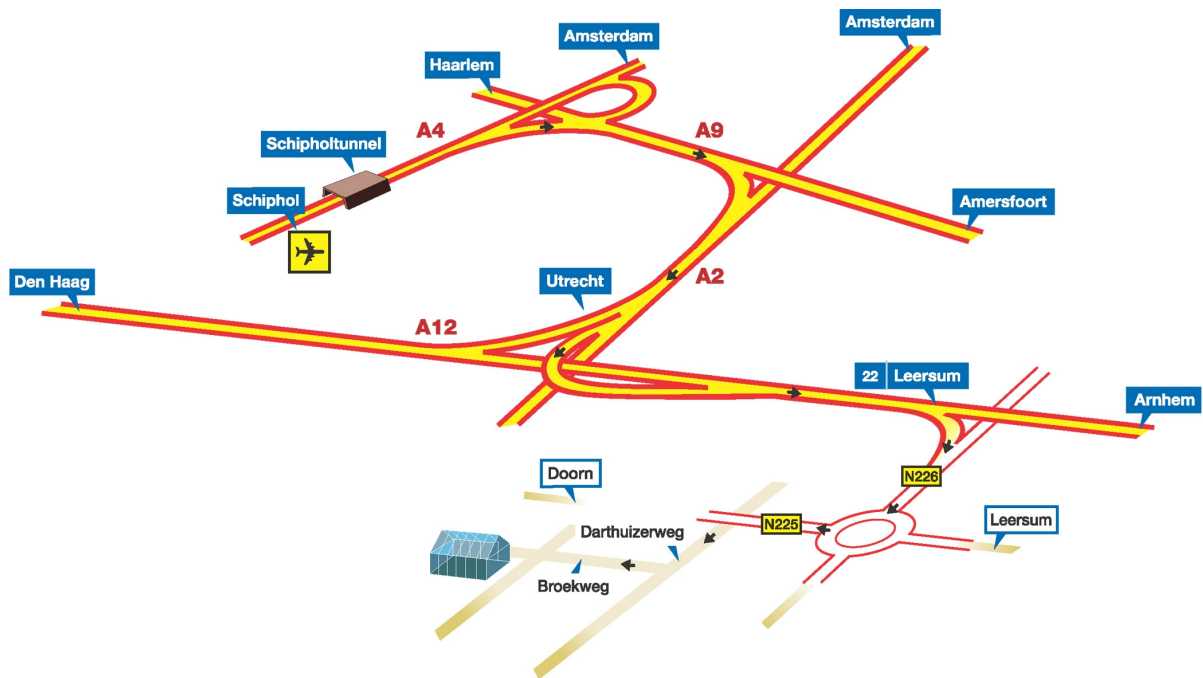 Amsterdam
Amsterdam
Haarlem
A4
A9
Schipholtunnel
Schiphol
Amersfoort
Den Haag
Utrecht
A2
A12
22 Leersum
Arnhem
Doorn
N226
N225
Leersum
Darthuizerweg
Broekweg